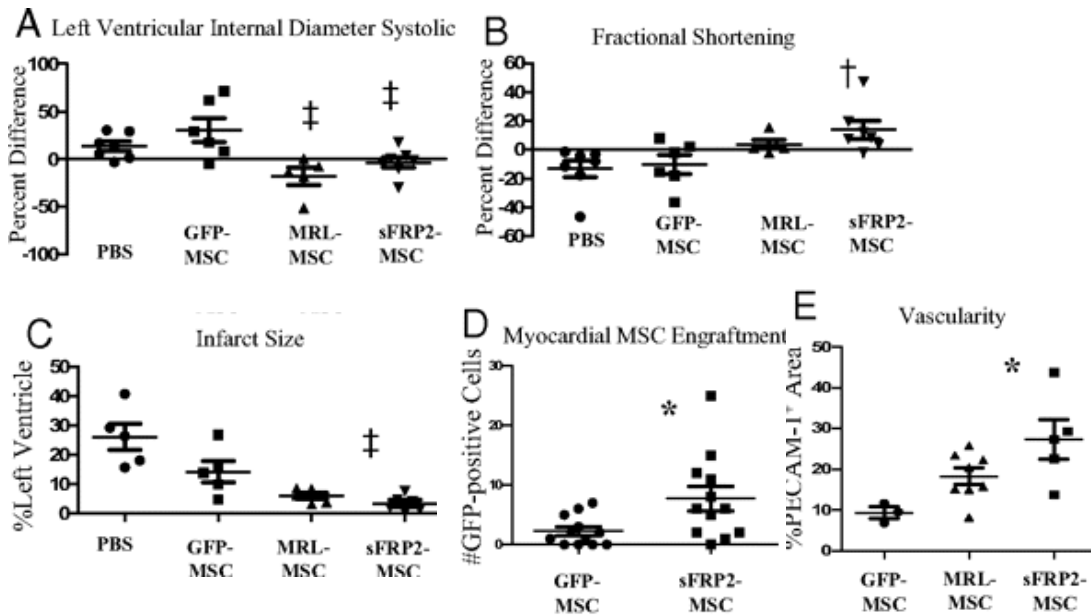 A Left Ventricular Internal Diameter Systolic
Percent Difference
100
50
0
-50
-100
PBS
GFP-
MSC
MRL-
MSC
sFRP2-
MSC
‡
‡
B Fractional Shortening
Percent Difference
60
40
20
0
-20
-40
-60
PBS
GFP-
MSC
MRL-
MSC
sFRP2-
MSC
†
C Infarct Size
%Left Ventricle
50
40
30
20
10
0
PBS
GFP-
MSC
MRL-
MSC
sFRP2-
MSC
‡
D Myocardial MSC Engraftment
#GFP-positive Cells
30
20
10
0
GFP-
MSC
sFRP2-
MSC
*
E Vascularity
%PECAM-1+ Area
50
40
30
20
10
0
GFP-
MSC
MRL-
MSC
sFRP2-
MSC
*